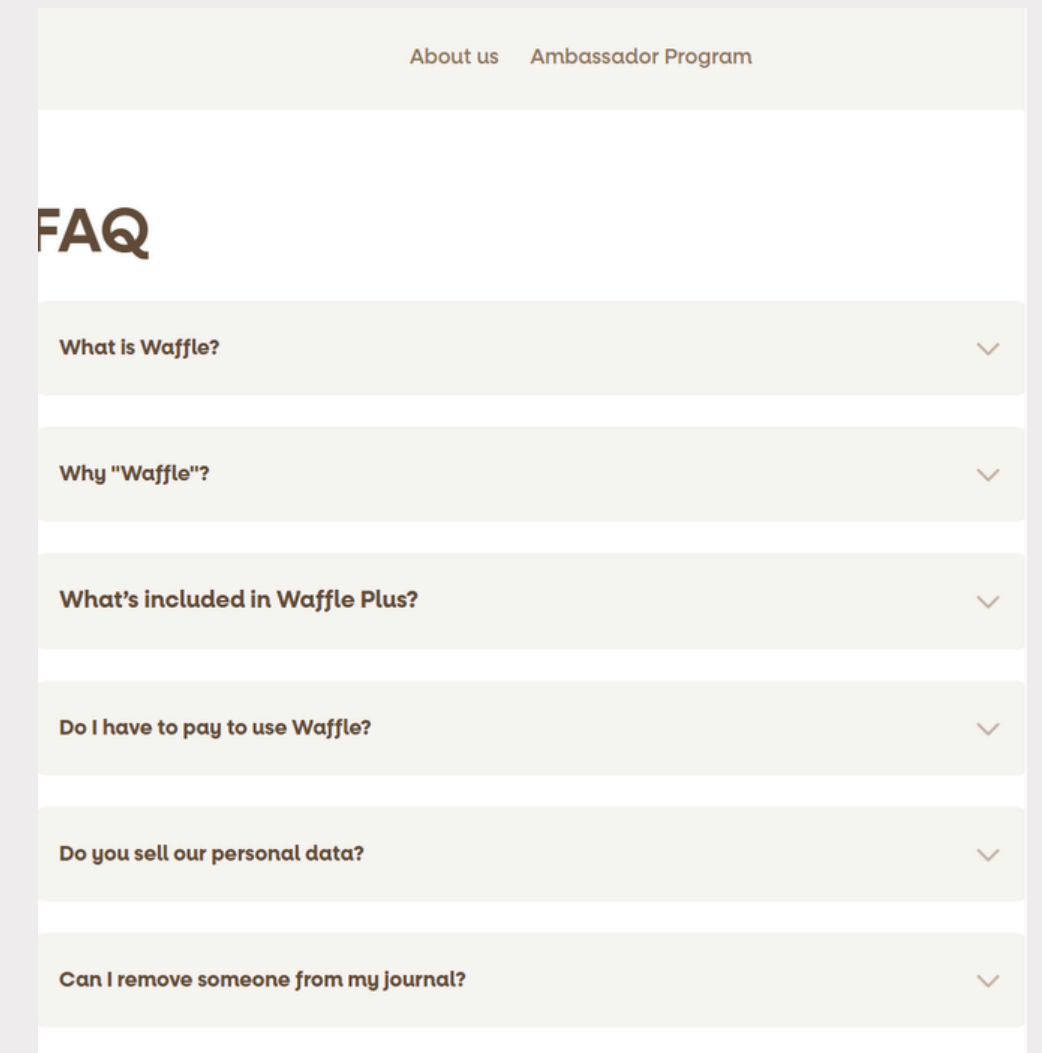 About us Ambassador Program
FAQ
What is Waffle?
Why "Waffle"?
What’s included in Waffle Plus?
Do I have to pay to use Waffle?
Do you sell our personal data?
Can I remove someone from my journal?